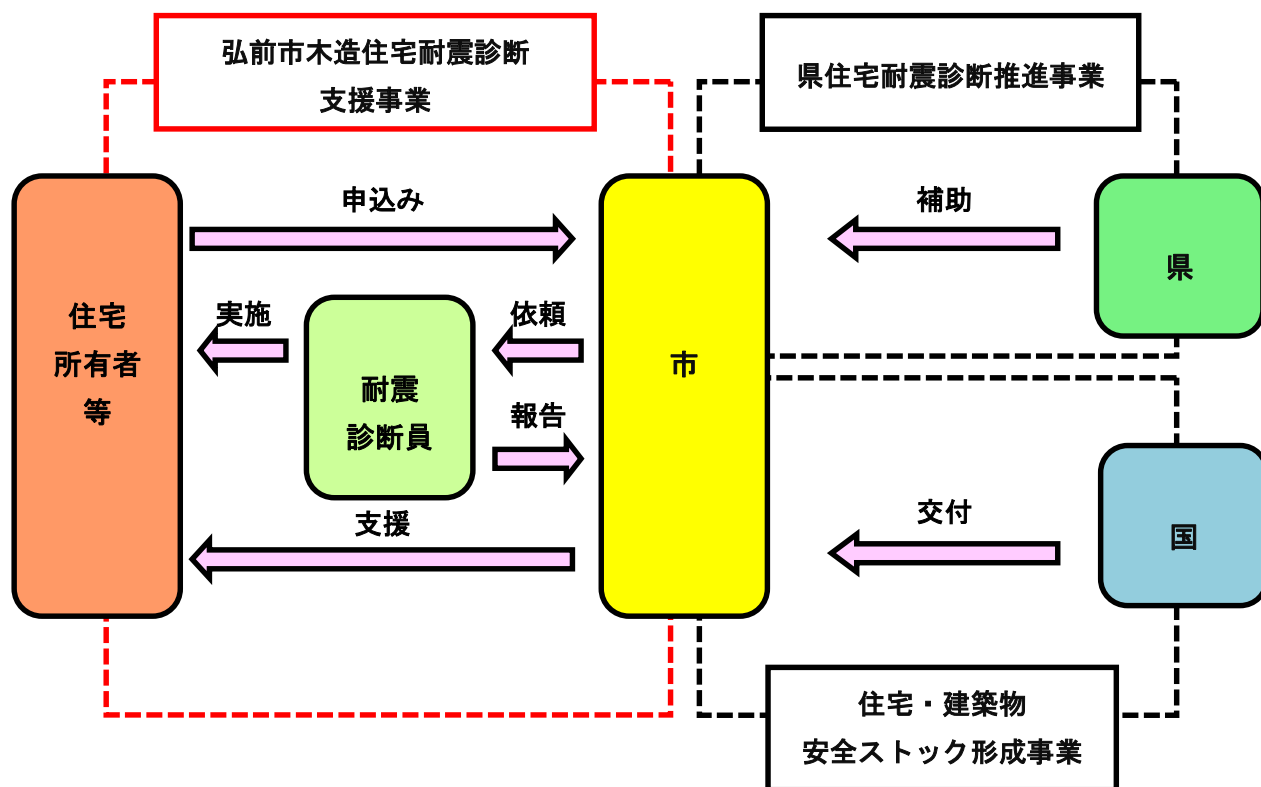 弘前市木造住宅耐震診断
支援事業
県住宅耐震診断推進事業
申込み
補助
県
住宅
所有者
等
実施
依頼
耐震
診断員
市
報告
支援
交付
国
住宅・建築物
安全ストック形成事業